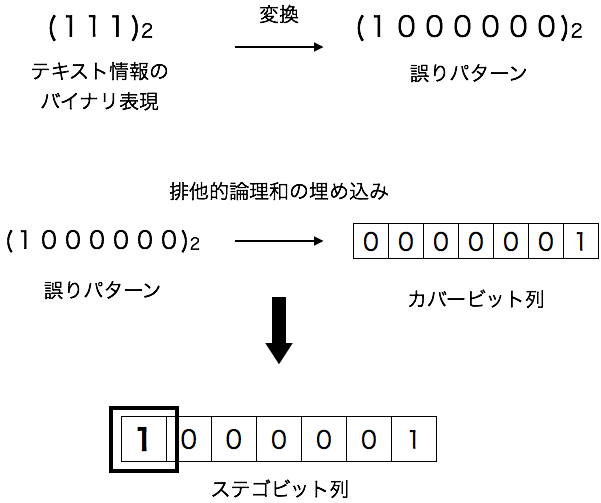 (111)2
変換
(1000000)2
テキスト情報の
バイナリ表現
誤りパターン
排他的論理和の埋め込み
(1000000)2
0 0 0 0 0 0 1
誤りパターン
カバービット列
1 0 0 0 0 0 1
ステゴビット列